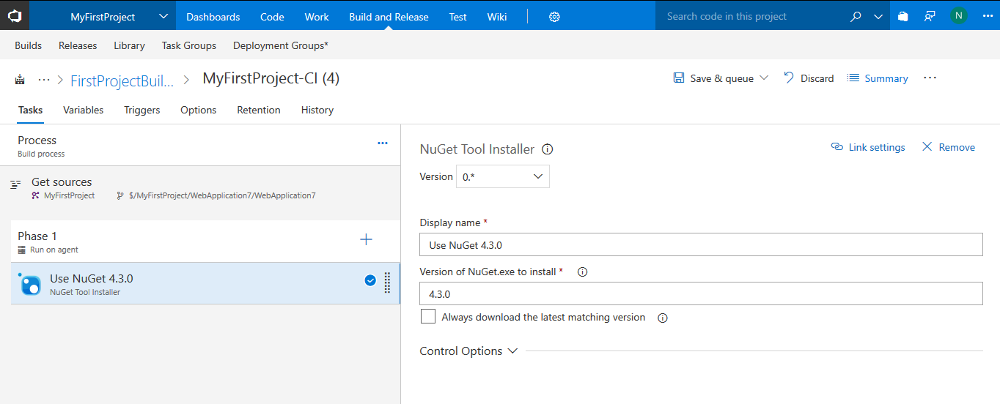 MyFirstProject Dashboards Code Work Build and Release Test Wiki Search code in this project N ...
Builds Releases Library Task Groups Deployment Groups*
... > FirstProjectBuil... > MyFirstProject-CI (4) Save & queue Discard Summary ...
Tasks Variables Triggers Options Retention History
Process ...
Build process
NuGet Tool Installer Link settings Remove
Version 0.*
Get sources
MyFirstProject $/MyFirstProject/WebApplication7/WebApplication7
Phase 1
Run on agent
Use NuGet 4.3.0
NuGet Tool Installer
Display name *
Use NuGet 4.3.0
Version of NuGet.exe to install *
4.3.0
Always download the latest matching version
Control Options